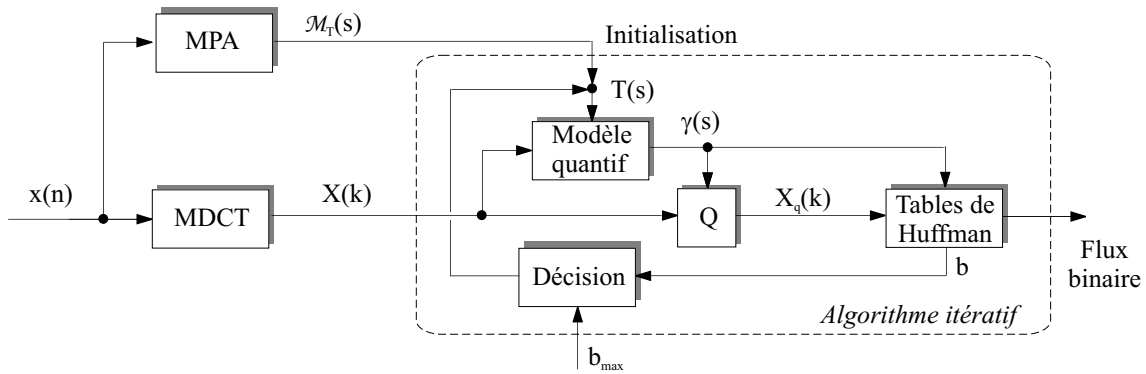 MPA
ℳT(s)
Initialisation
T(s)
Modèle
quantif
γ(s)
x(n)
MDCT
X(k)
Q
Xq(k)
Tables de
Huffman
Flux
binaire
Décision
b
Algorithme itératif
bmax